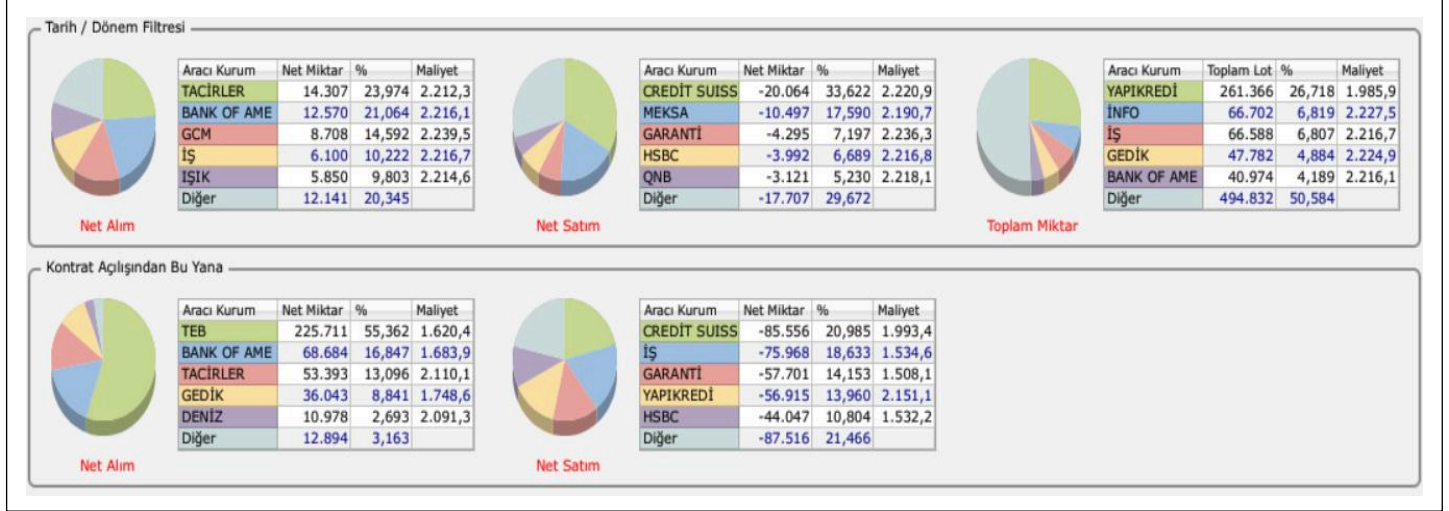 Tarih / Dönem Filtresi
Aracı Kurum Net Miktar % Maliyet
TACİRLER 14.307 23,974 2.212,3
BANK OF AME 12.570 21,064 2.216,1
GCM 8.708 14,592 2.239,5
İŞ 6.100 10,222 2.216,7
IŞIK 5.850 9,803 2.214,6
Diğer 12.141 20,345
Net Alım
Aracı Kurum Net Miktar % Maliyet
CREDİT SUISS -20.064 33,622 2.220,9
MEKSA -10.497 17,590 2.190,7
GARANTİ -4.295 7,197 2.236,3
HSBC -3.992 6,689 2.216,8
QNB -3.121 5,230 2.218,1
Diğer -17.707 29,672
Net Satım
Aracı Kurum Toplam Lot % Maliyet
YAPIKREDİ 261.366 26,718 1.985,9
İNFO 66.702 6,819 2.227,5
İŞ 66.588 6,807 2.216,7
GEDİK 47.782 4,884 2.224,9
BANK OF AME 40.974 4,189 2.216,1
Diğer 494.832 50,584
Toplam Miktar
Kontrat Açılışından Bu Yana
Aracı Kurum Net Miktar % Maliyet
TEB 225.711 55,362 1.620,4
BANK OF AME 68.684 16,847 1.683,9
TACİRLER 53.393 13,096 2.110,1
GEDİK 36.043 8,841 1.748,6
DENİZ 10.978 2,693 2.091,3
Diğer 12.894 3,163
Net Alım
Aracı Kurum Net Miktar % Maliyet
CREDİT SUISS -85.556 20,985 1.993,4
İŞ -75.968 18,633 1.534,6
GARANTİ -57.701 14,153 1.508,1
YAPIKREDİ -56.915 13,960 2.151,1
HSBC -44.047 10,804 1.532,2
Diğer -87.516 21,466
Net Satım